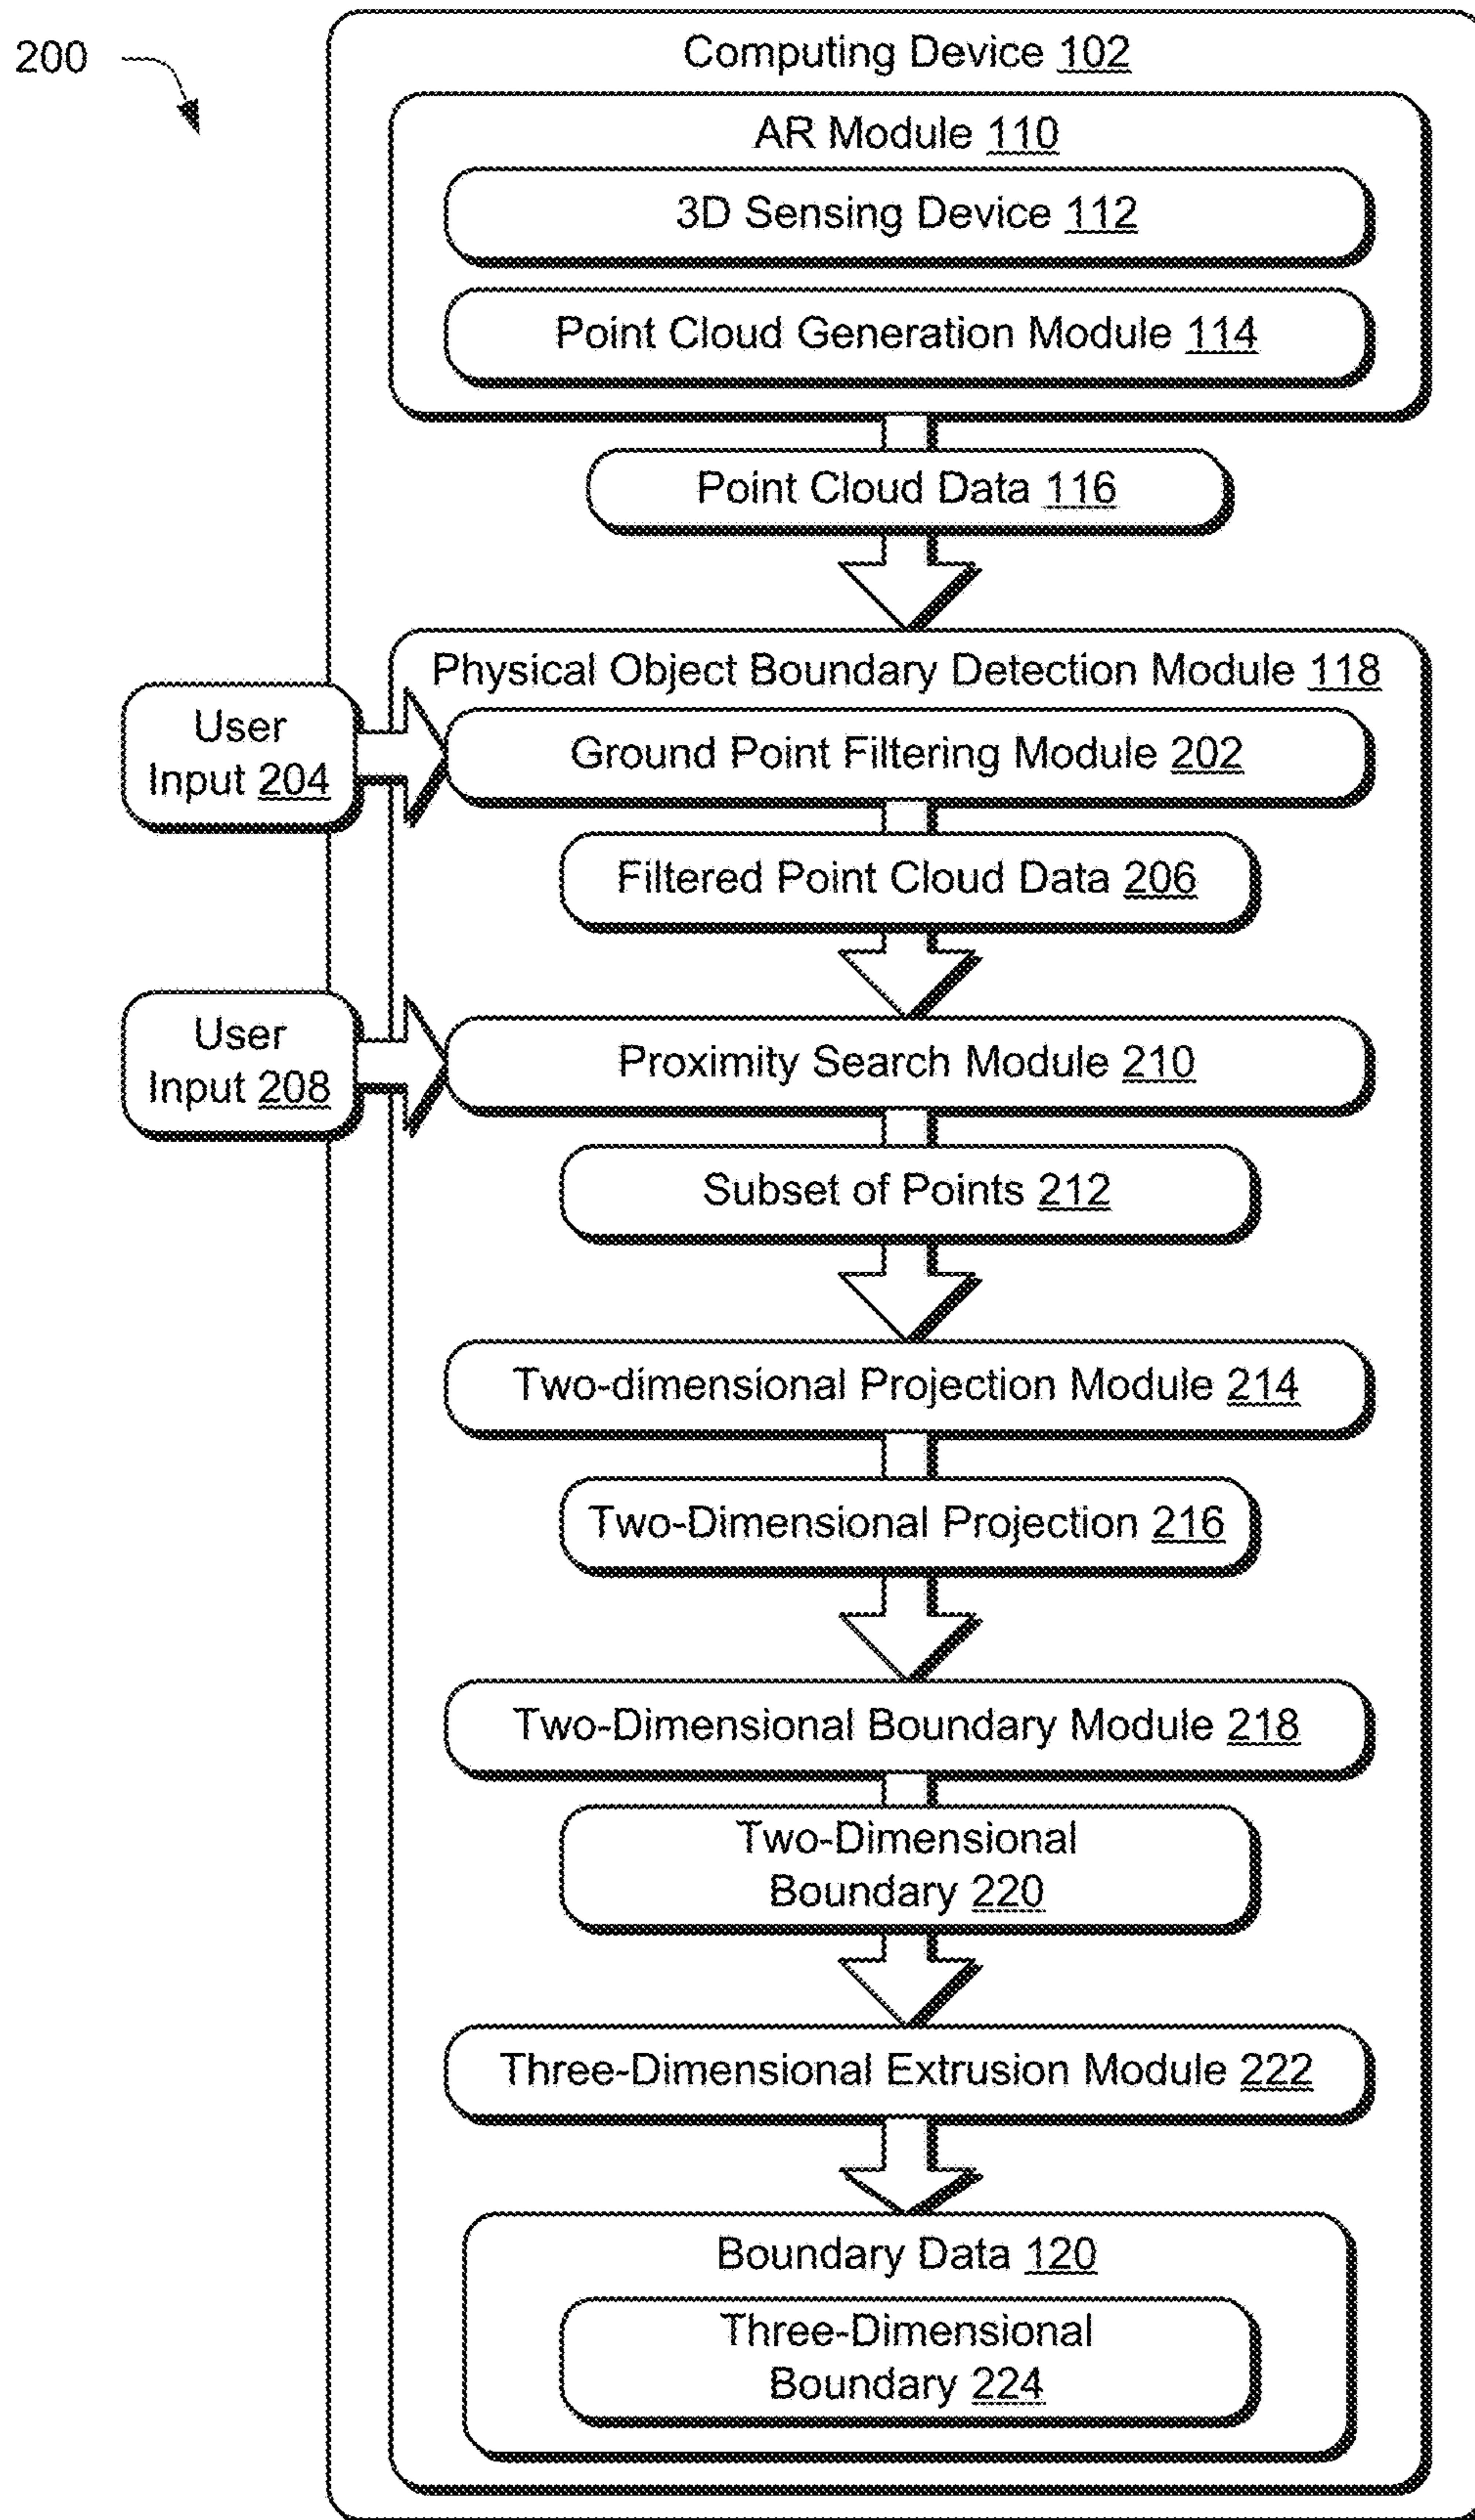 200
Computing Device 102
AR Module 110
3D Sensing Device 112
Point Cloud Generation Module 114
Point Cloud Data 116
Physical Object Boundary Detection Module 118
User
Input 204
Ground Point Filtering Module 202
Filtered Point Cloud Data 206
User
Input 208
Proximity Search Module 210
Subset of Points 212
Two-dimensional Projection Module 214
Two-Dimensional Projection 216
Two-Dimensional Boundary Module 218
Two-Dimensional
Boundary 220
Three-Dimensional Extrusion Module 222
Boundary Data 120
Three-Dimensional
Boundary 224